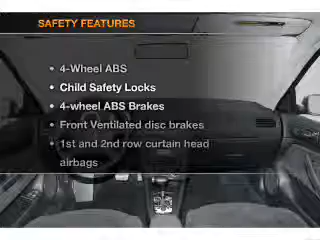 SAFETY FEATURES
• 4-Wheel ABS
• Child Safety Locks
• 4-wheel ABS Brakes
• Front Ventilated disc brakes
• 1st and 2nd row curtain head
airbags